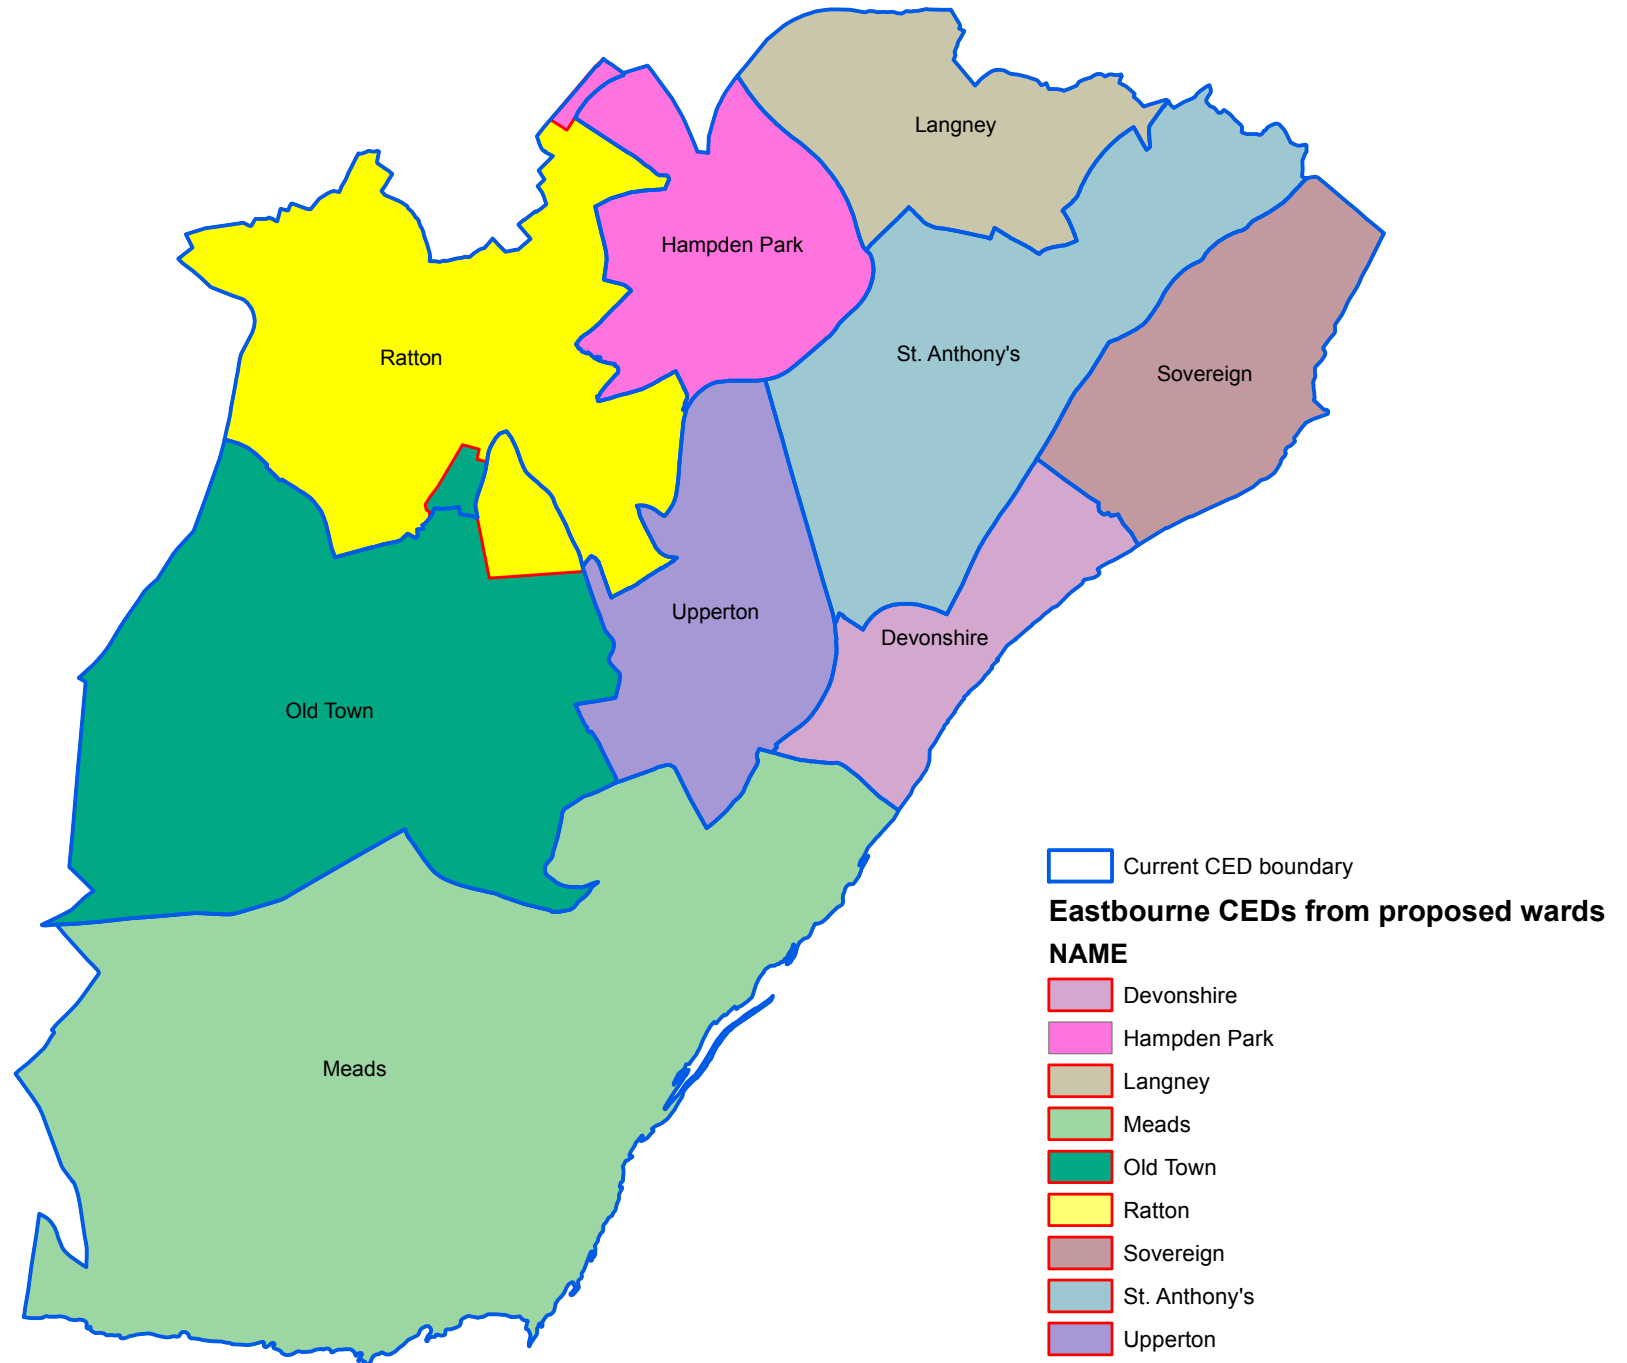 Langney
Hampden Park
Ratton
St. Anthony's
Sovereign
Upperton
Devonshire
Old Town
Meads
Current CED boundary
Eastbourne CEDs from proposed wards
NAME
Devonshire
Hampden Park
Langney
Meads
Old Town
Ratton
Sovereign
St. Anthony's
Upperton